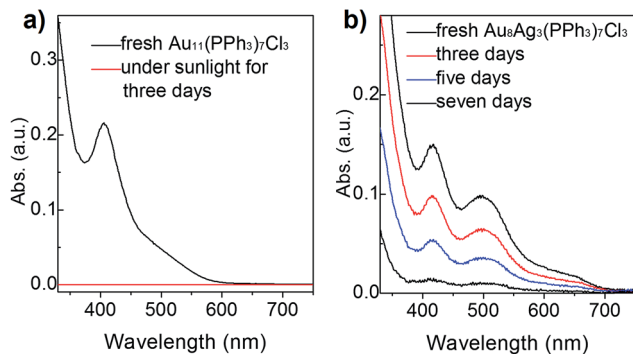 a)
fresh Au₁₁(PPh₃)₇Cl₃
under sunlight for
three days
Abs. (a.u.)
0.2
0.1
0.0
400 500 600 700
Wavelength (nm)
b)
fresh Au₈Ag₃(PPh₃)₇Cl₃
three days
five days
seven days
Abs. (a.u.)
0.2
0.1
0.0
400 500 600 700
Wavelength (nm)